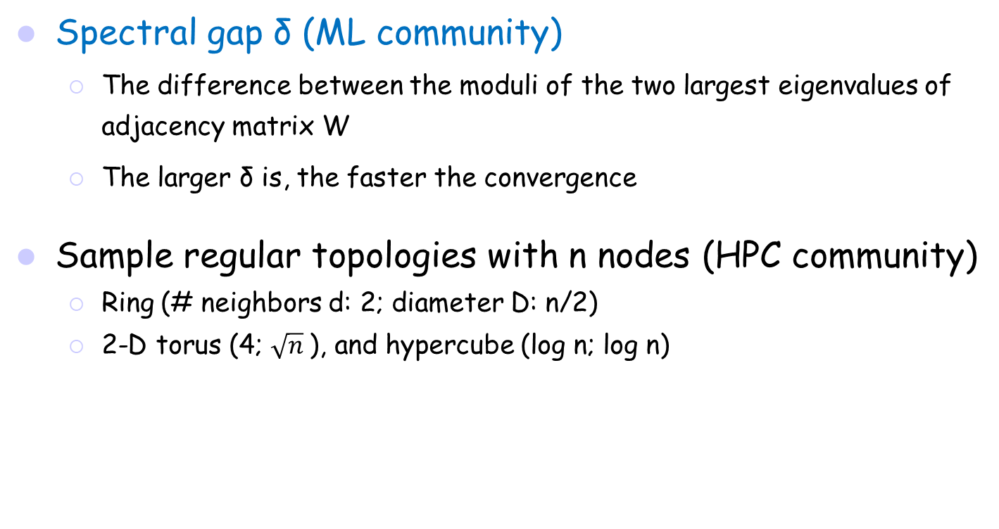 Spectral gap δ (ML community)
The difference between the moduli of the two largest eigenvalues of
adjacency matrix W
The larger δ is, the faster the convergence
Sample regular topologies with n nodes (HPC community)
Ring (# neighbors d: 2; diameter D: n/2)
2-D torus (4; √n ), and hypercube (log n; log n)